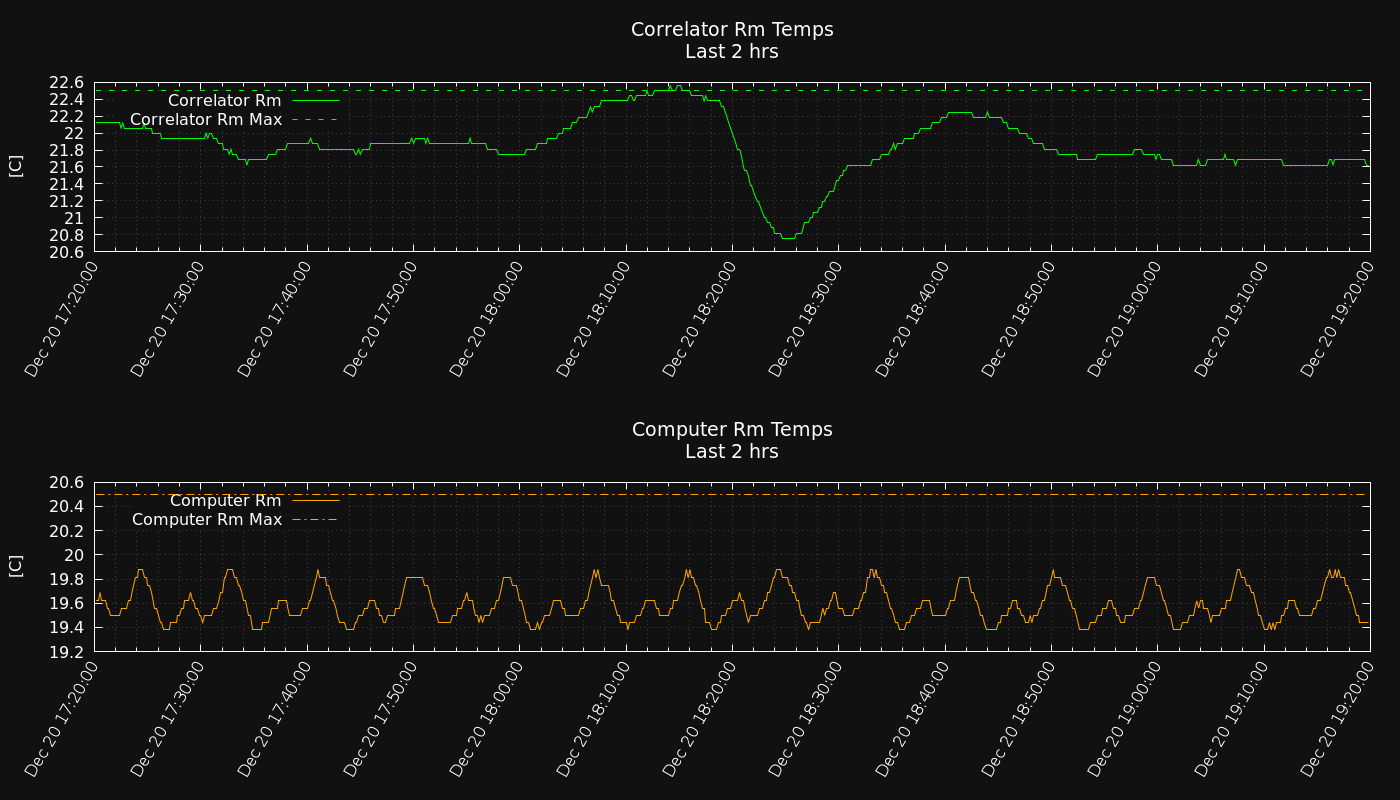 Correlator Rm Temps
Last 2 hrs
22.6
22.4
22.2
22
21.8
21.6
21.4
21.2
21
20.8
20.6
[C]
Correlator Rm
Correlator Rm Max
Dec 20 17:20:00
Dec 20 17:30:00
Dec 20 17:40:00
Dec 20 17:50:00
Dec 20 18:00:00
Dec 20 18:10:00
Dec 20 18:20:00
Dec 20 18:30:00
Dec 20 18:40:00
Dec 20 18:50:00
Dec 20 19:00:00
Dec 20 19:10:00
Dec 20 19:20:00
Computer Rm Temps
Last 2 hrs
20.6
20.4
20.2
20
19.8
19.6
19.4
19.2
[C]
Computer Rm
Computer Rm Max
Dec 20 17:20:00
Dec 20 17:30:00
Dec 20 17:40:00
Dec 20 17:50:00
Dec 20 18:00:00
Dec 20 18:10:00
Dec 20 18:20:00
Dec 20 18:30:00
Dec 20 18:40:00
Dec 20 18:50:00
Dec 20 19:00:00
Dec 20 19:10:00
Dec 20 19:20:00